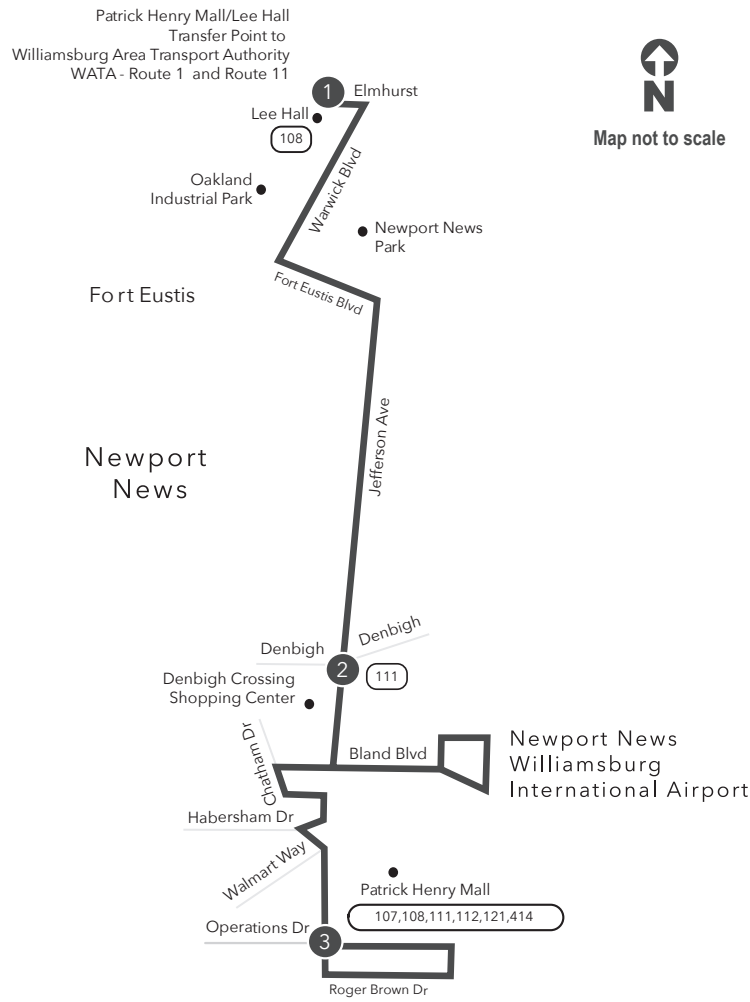 Patrick Henry Mall/Lee Hall
Transfer Point to
Williamsburg Area Transport Authority
WATA - Route 1 and Route 11
1
Elmhurst
N
Map not to scale
Lee Hall
108
Warwick Blvd
Oakland
Industrial Park
Newport News
Park
Fort Eustis
Fort Eustis Blvd
Jefferson Ave
Newport
News
Denbigh
Denbigh
2
111
Denbigh Crossing
Shopping Center
Chatham Dr
Bland Blvd
Newport News
Williamsburg
International Airport
Habersham Dr
Walmart Way
Patrick Henry Mall
107,108,111,112,121,414
Operations Dr
3
Roger Brown Dr